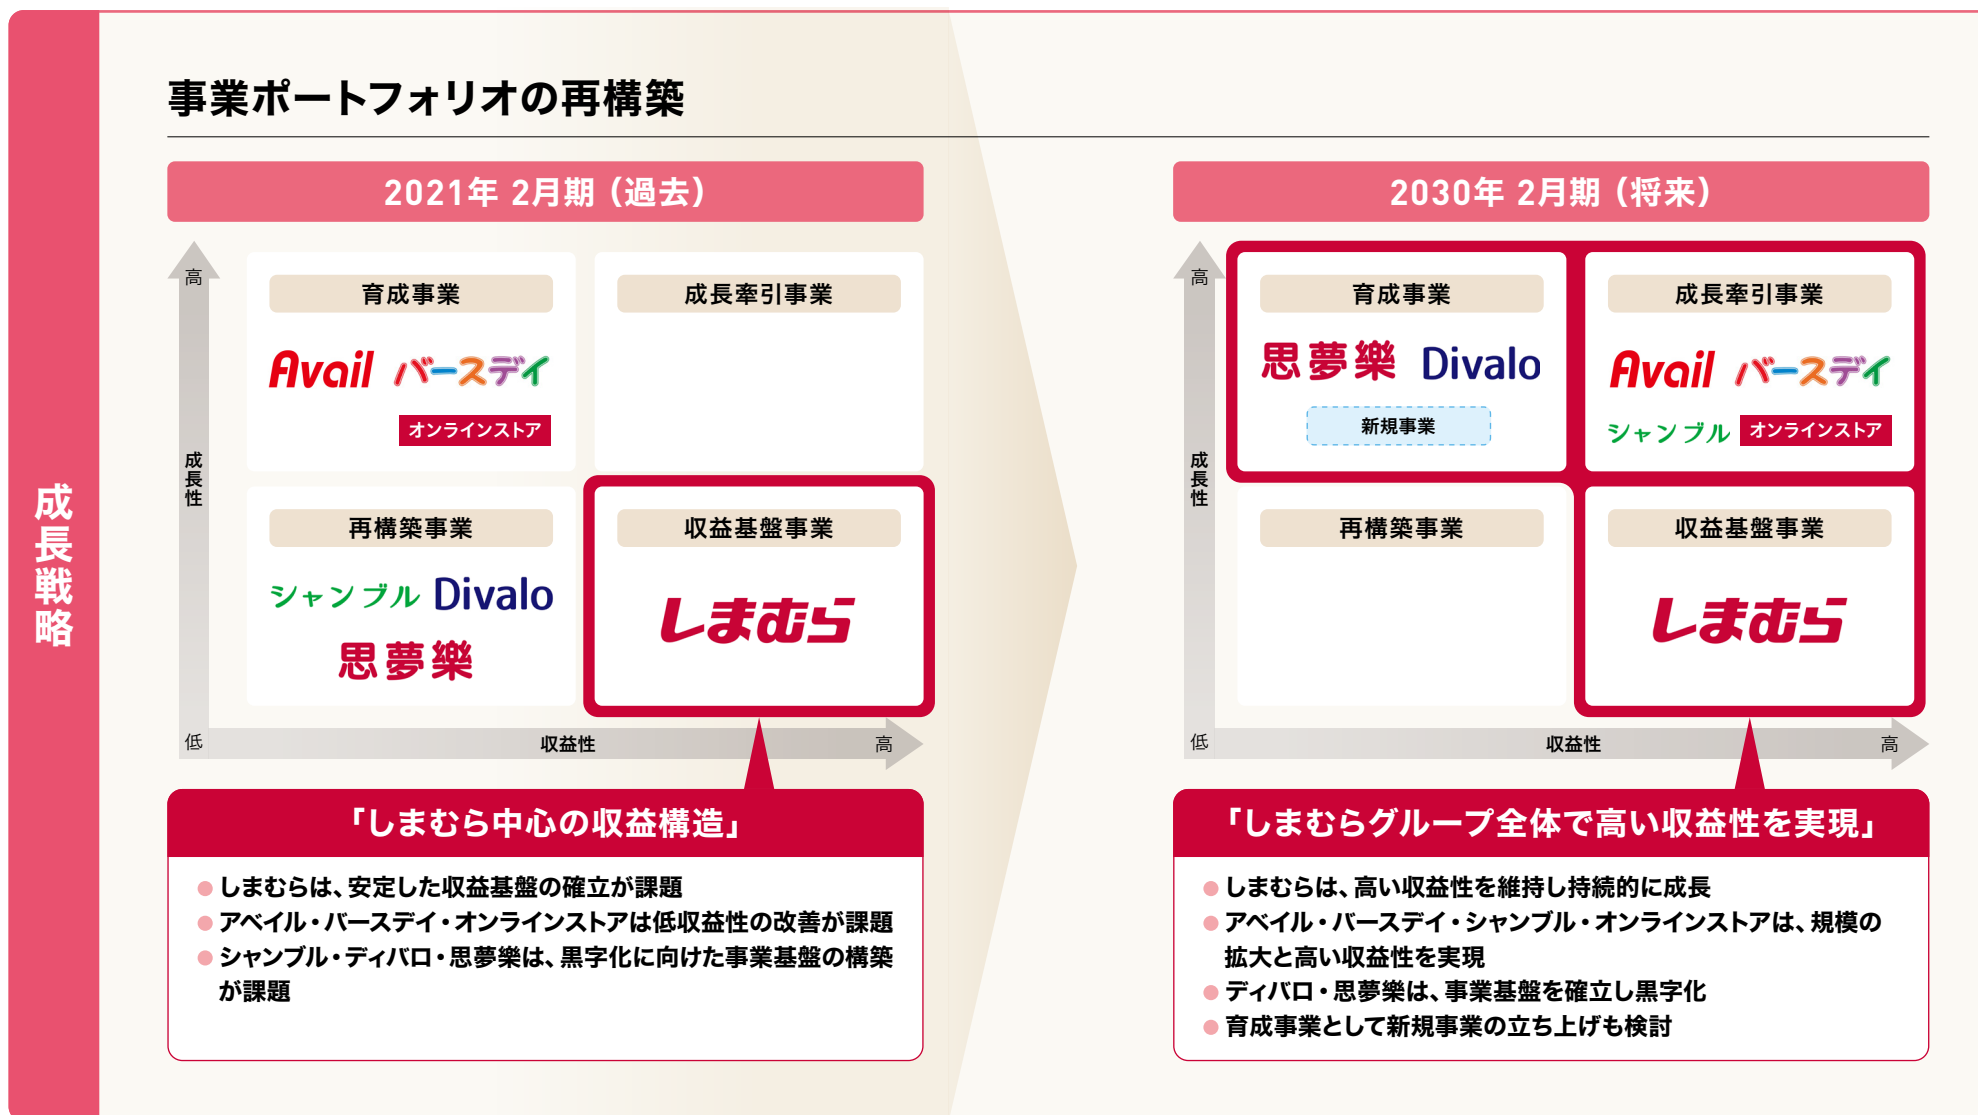 成長戦略
事業ポートフォリオの再構築
2021年 2月期（過去）
高
成長性
低
収益性
高
育成事業
Avail バースデイ
オンラインストア
成長牽引事業
再構築事業
シャンブル Divalo
思夢樂
収益基盤事業
しまむら
「しまむら中心の収益構造」
● しまむらは、安定した収益基盤の確立が課題
● アベイル・バースデイ・オンラインストアは低収益性の改善が課題
● シャンブル・ディバロ・思夢樂は、黒字化に向けた事業基盤の構築
が課題
2030年 2月期（将来）
高
成長性
低
収益性
高
育成事業
思夢樂 Divalo
新規事業
成長牽引事業
Avail バースデイ
シャンブル オンラインストア
再構築事業
収益基盤事業
しまむら
「しまむらグループ全体で高い収益性を実現」
● しまむらは、高い収益性を維持し持続的に成長
● アベイル・バースデイ・シャンブル・オンラインストアは、規模の
拡大と高い収益性を実現
● ディバロ・思夢樂は、事業基盤を確立し黒字化
● 育成事業として新規事業の立ち上げも検討